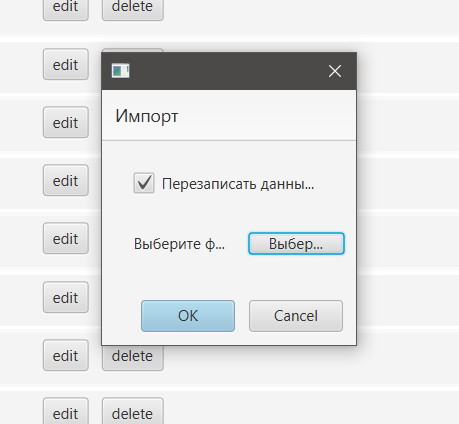 edit delete
edit
Импорт
edit
edit
Перезаписать данны...
edit
Выберите ф...
Выбер...
edit
OK
Cancel
edit delete
edit delete